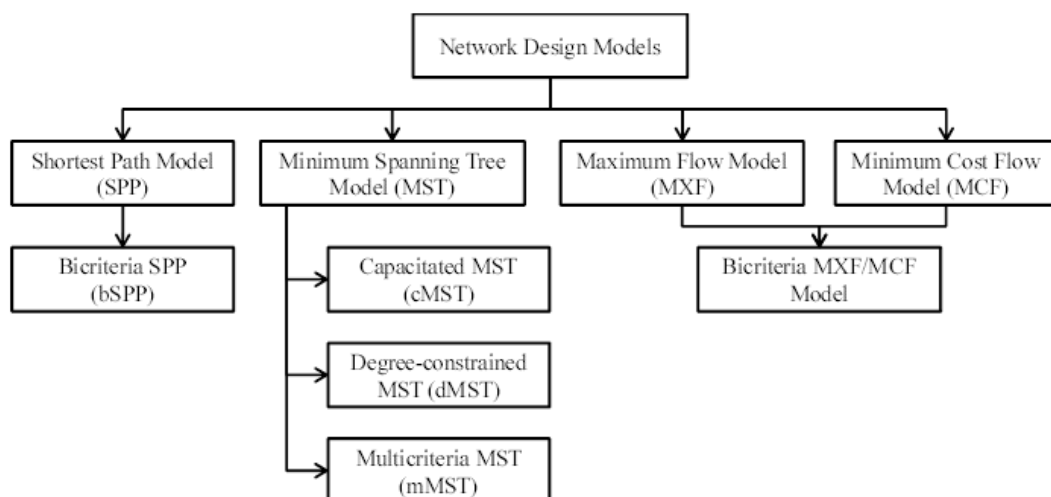 Network Design Models
Shortest Path Model
(SPP)
Minimum Spanning Tree
Model (MST)
Maximum Flow Model
(MXF)
Minimum Cost Flow
Model (MCF)
Bicriteria SPP
(bSPP)
Capacitated MST
(cMST)
Bicriteria MXF/MCF
Model
Degree-constrained
MST (dMST)
Multicriteria MST
(mMST)